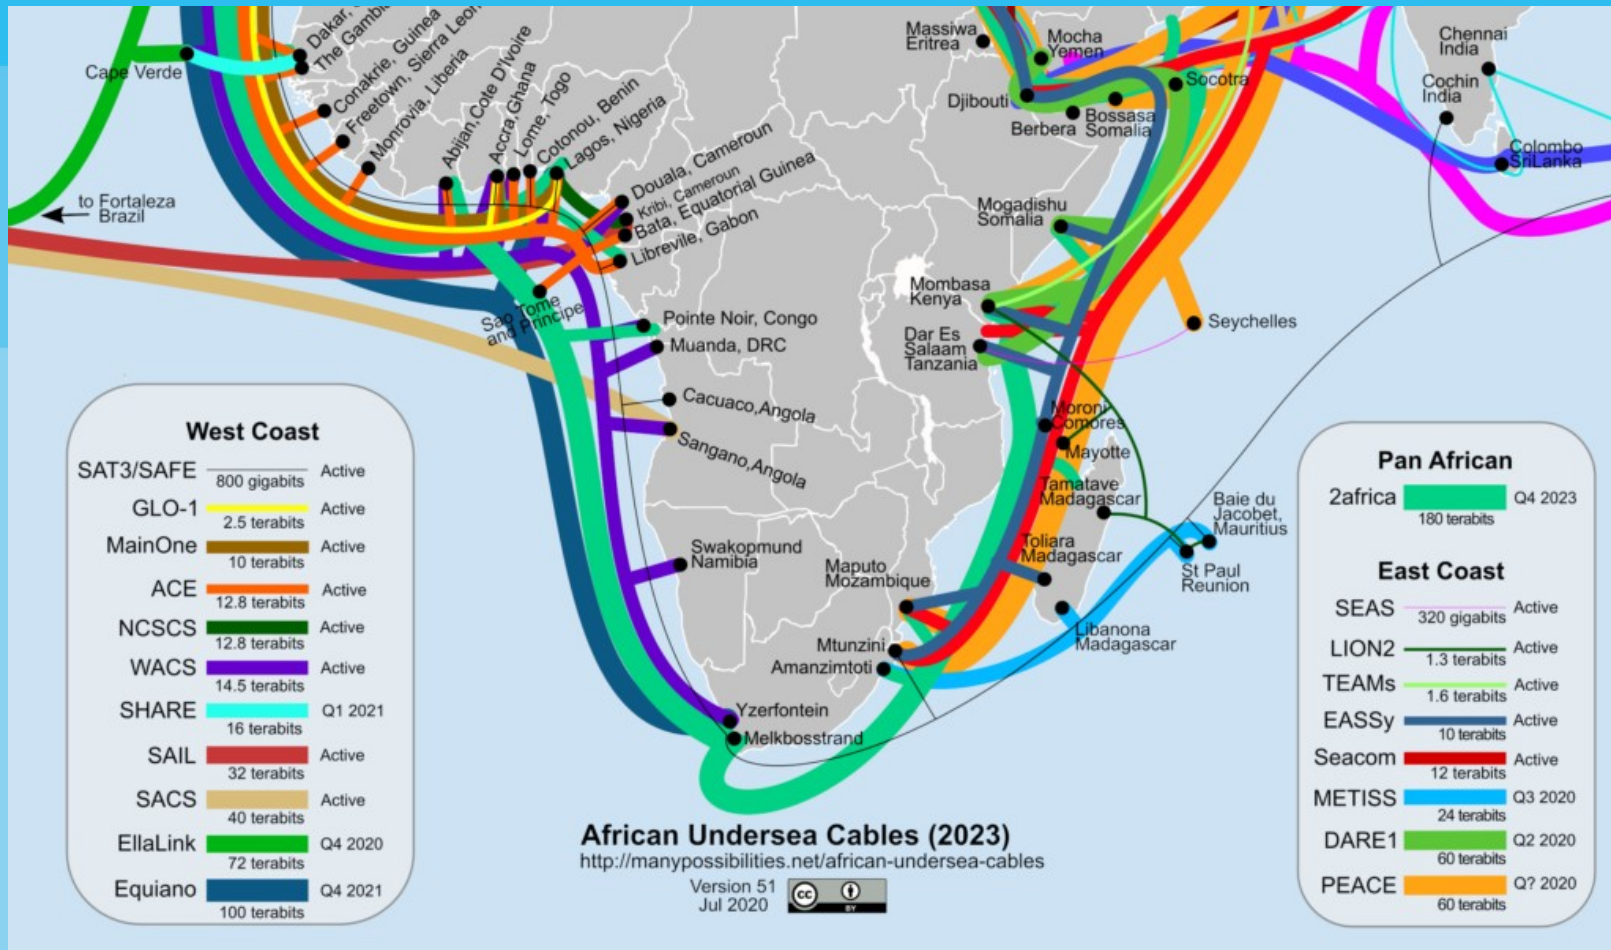 Dakar,
The Gambia
Conakrie, Guinea
Freetown, Sierra Leon
Monrovia, Liberia
Abijan,Cote D'Ivoire
Accra,Ghana
Lome, Togo
Cotonou, Benin
Lagos, Nigeria
Douala, Cameroun
Kribi, Cameroun
Bata, Equatorial Guinea
Librevile, Gabon
Cape Verde
to Fortaleza
Brazil
Sao Tome
and Principe
Pointe Noir, Congo
Muanda, DRC
Cacuaco,Angola
Sangano,Angola
Swakopmund
Namibia
Yzerfontein
Melkbosstrand
Massiwa
Eritrea
Mocha
Yemen
Djibouti
Berbera
Bossasa
Somalia
Socotra
Chennai
India
Cochin
India
Colombo
SriLanka
Mogadishu
Somalia
Mombasa
Kenya
Dar Es
Salaam
Tanzania
Seychelles
Moroni
Comores
Mayotte
Tamatave
Madagascar
Baie du
Jacobet,
Mauritius
St Paul
Reunion
Toliara
Madagascar
Libanona
Madagascar
Maputo
Mozambique
Mtunzini
Amanzimtoti
West Coast
SAT3/SAFE 800 gigabits Active
GLO-1 2.5 terabits Active
MainOne 10 terabits Active
ACE 12.8 terabits Active
NCSCS 12.8 terabits Active
WACS 14.5 terabits Active
SHARE 16 terabits Q1 2021
SAIL 32 terabits Active
SACS 40 terabits Active
EllaLink 72 terabits Q4 2020
Equiano 100 terabits Q4 2021
Pan African
2africa 180 terabits Q4 2023
East Coast
SEAS 320 gigabits Active
LION2 1.3 terabits Active
TEAMs 1.6 terabits Active
EASSy 10 terabits Active
Seacom 12 terabits Active
METISS 24 terabits Q3 2020
DARE1 60 terabits Q2 2020
PEACE 60 terabits Q? 2020
African Undersea Cables (2023)
http://manypossibilities.net/african-undersea-cables
Version 51
Jul 2020
cc
BY